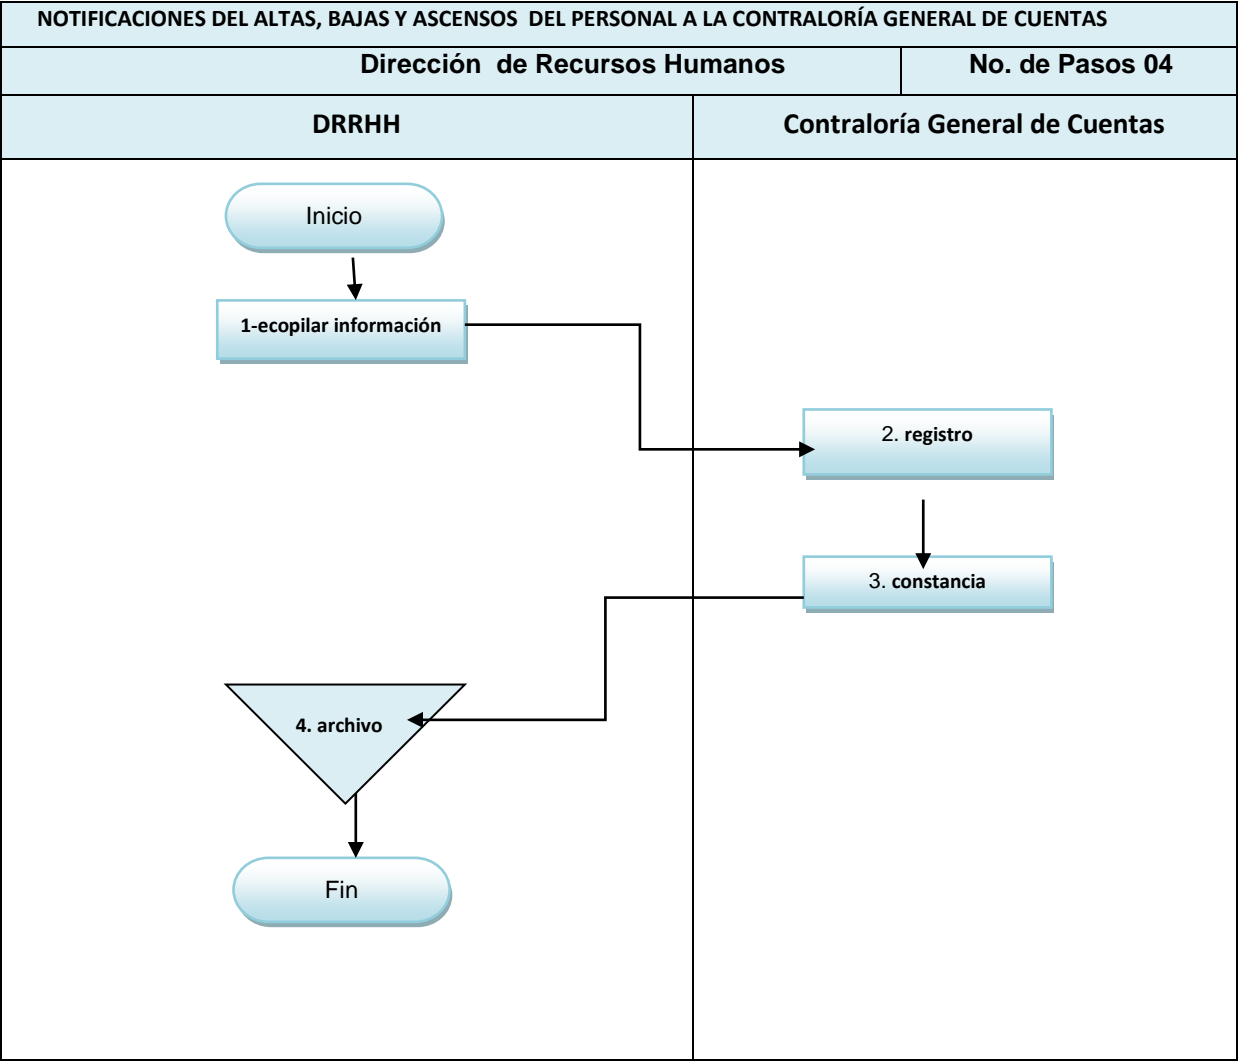 NOTIFICACIONES DEL ALTAS, BAJAS Y ASCENSOS DEL PERSONAL A LA CONTRALORÍA GENERAL DE CUENTAS
Dirección de Recursos Humanos
No. de Pasos 04
DRRHH
Contraloría General de Cuentas
Inicio
1-ecopilar información
2. registro
3. constancia
4. archivo
Fin